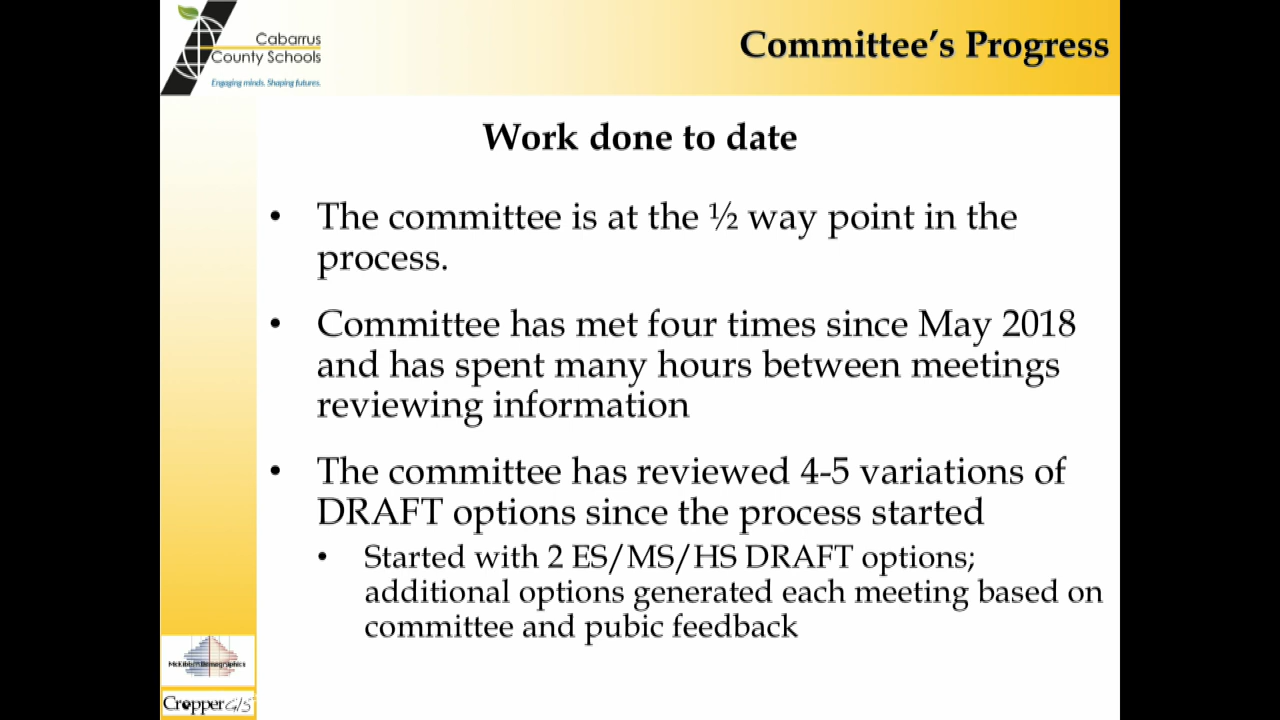 Cabarrus
County Schools
Engaging minds. Shaping futures.
Committee's Progress
Work done to date
• The committee is at the ½ way point in the
process.
• Committee has met four times since May 2018
and has spent many hours between meetings
reviewing information
• The committee has reviewed 4-5 variations of
DRAFT options since the process started
• Started with 2 ES/MS/HS DRAFT options;
additional options generated each meeting based on
committee and pubic feedback
McKibben Demographics
Cropper GIS